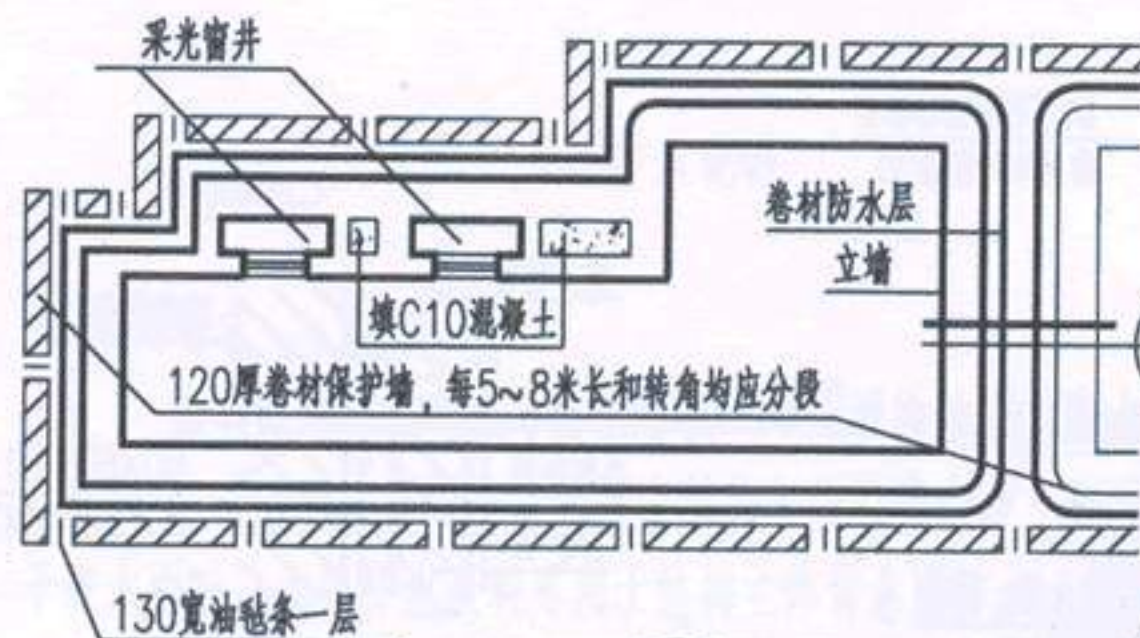 采光窗井
卷材防水层
立墙
填C10混凝土
120厚卷材保护墙，每5~8米长和转角均应分段
130宽油毡条一层